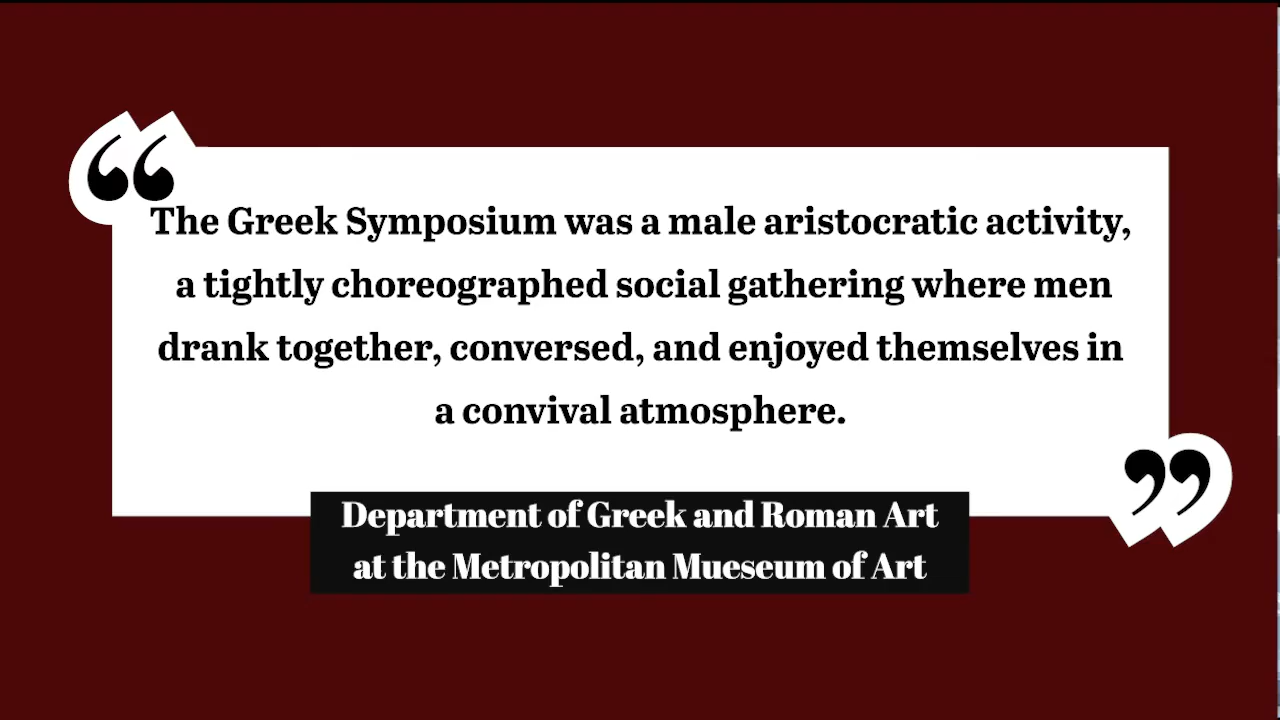 The Greek Symposium was a male aristocratic activity,
a tightly choreographed social gathering where men
drank together, conversed, and enjoyed themselves in
a convival atmosphere.
Department of Greek and Roman Art
at the Metropolitan Mueseum of Art